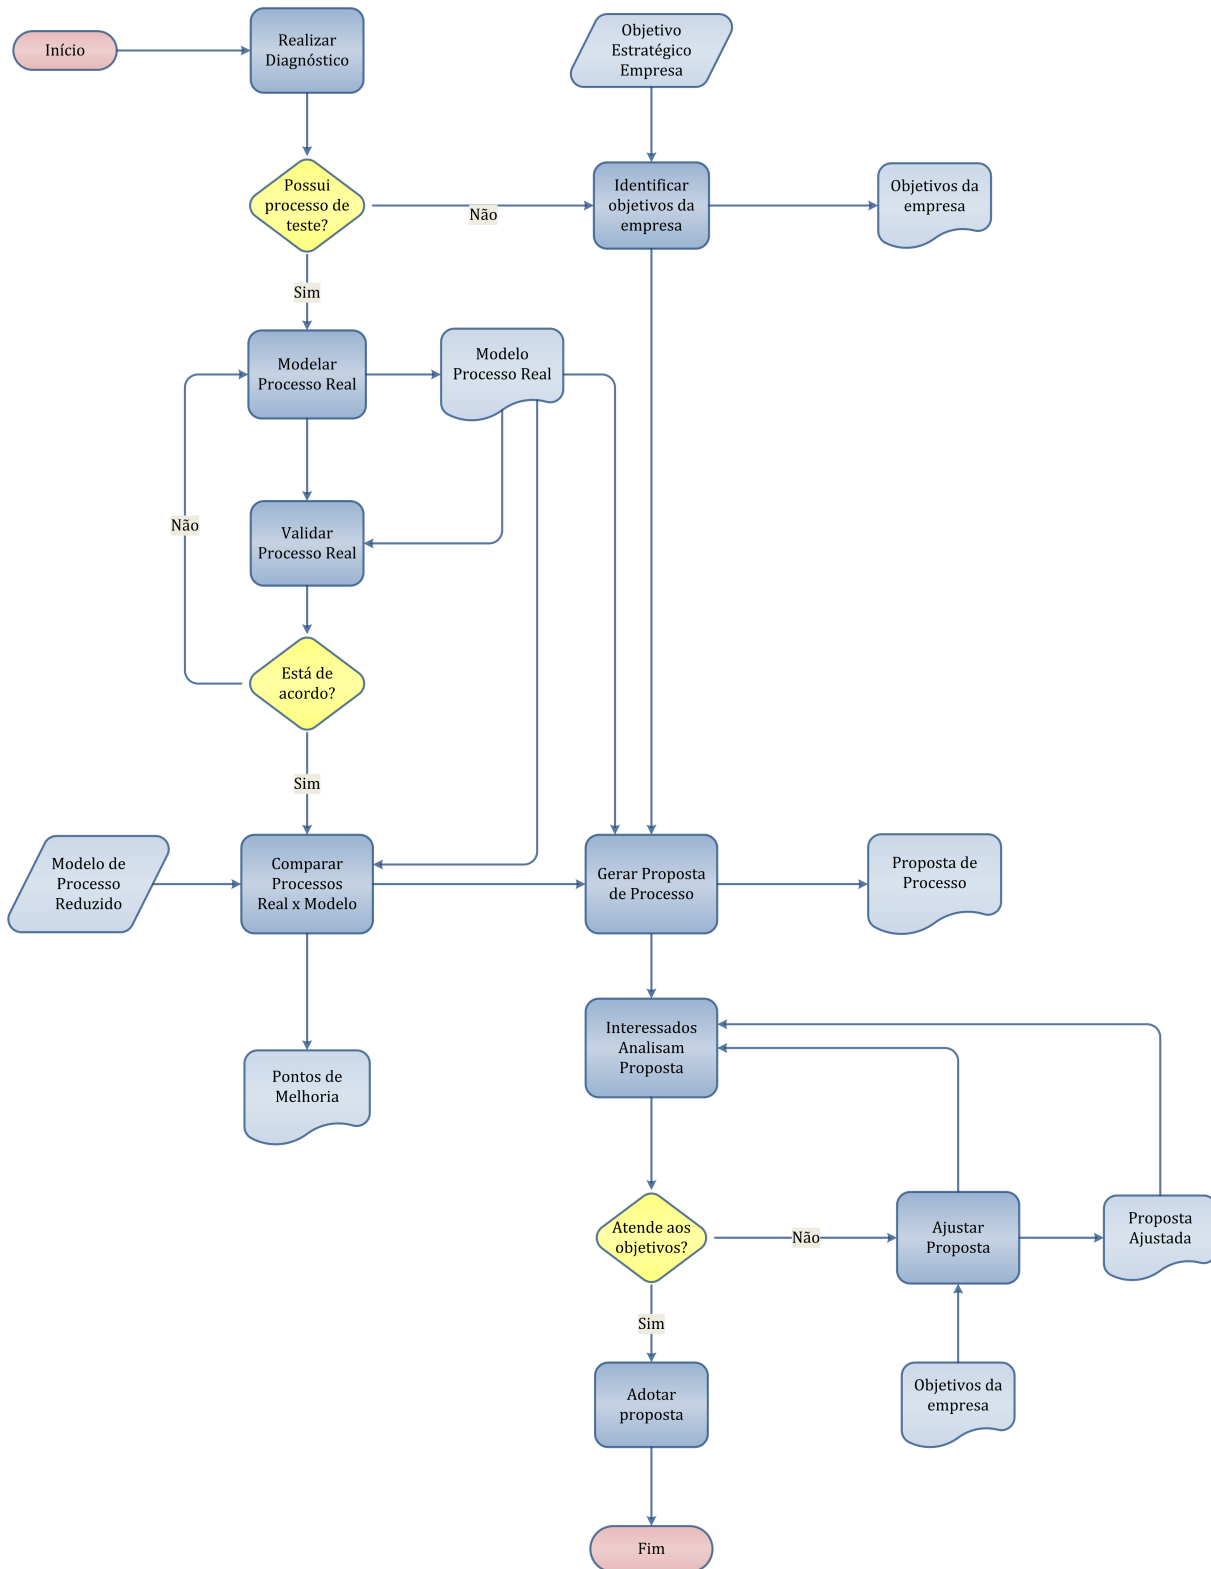 Início
Realizar
Diagnóstico
Objetivo
Estratégico
Empresa
Possui
processo de
teste?
Não
Identificar
objetivos da
empresa
Objetivos da
empresa
Sim
Modelar
Processo Real
Modelo
Processo Real
Não
Validar
Processo Real
Está de
acordo?
Sim
Modelo de
Processo
Reduzido
Comparar
Processos
Real x Modelo
Gerar Proposta
de Processo
Proposta de
Processo
Interessados
Analisam
Proposta
Pontos de
Melhoria
Atende aos
objetivos?
Não
Ajustar
Proposta
Proposta
Ajustada
Sim
Adotar
proposta
Objetivos da
empresa
Fim